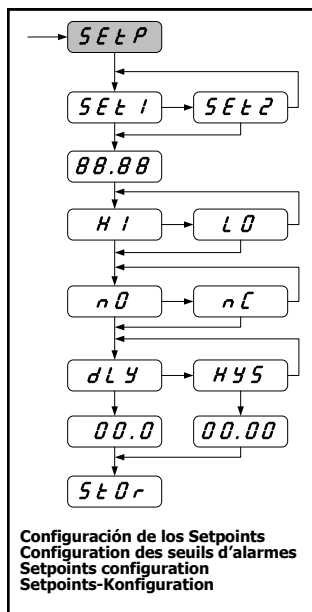 SEtP
SEt1 SEt2
88.88
HI LO
nO nC
dLY HYS
00.0 00.00
StOr
Configuración de los Setpoints
Configuration des seuils d’alarmes
Setpoints configuration
Setpoints-Konfiguration